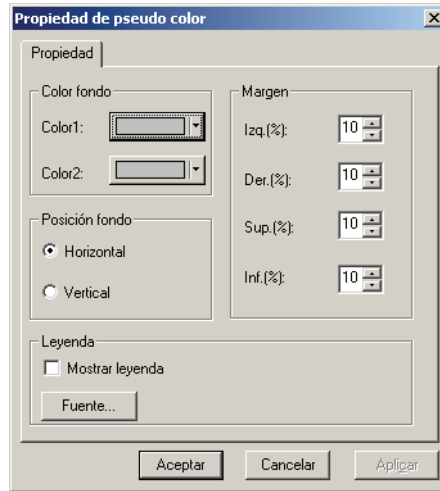 Propiedad de pseudo color
Propiedad
Color fondo
Color1:
Color2:
Posición fondo
Horizontal
Vertical
Margen
Izq.(%): 10
Der.(%): 10
Sup.(%): 10
Inf.(%): 10
Leyenda
Mostrar leyenda
Fuente...
Aceptar Cancelar Aplicar